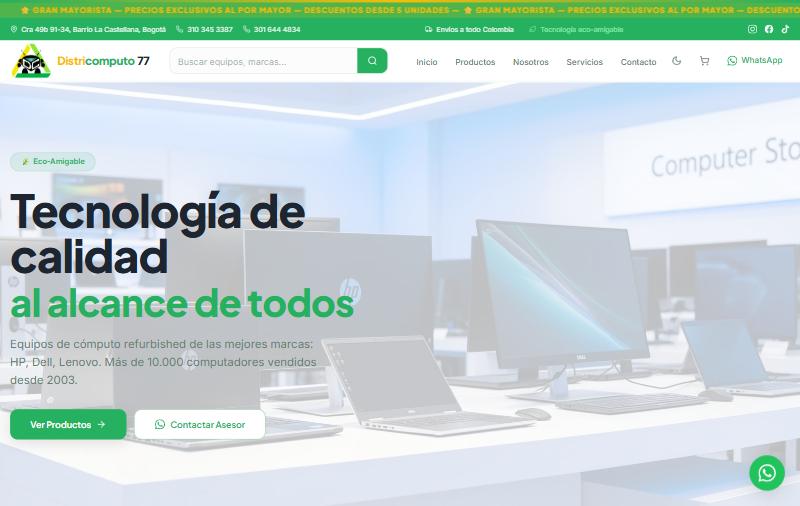 GRAN MAYORISTA — PRECIOS EXCLUSIVOS AL POR MAYOR — DESCUENTOS DESDE 5 UNIDADES — GRAN MAYORISTA — PRECIOS EXCLUSIVOS AL POR MAYOR — DESCUENTO
Cra 49b 91-34, Barrio La Castellana, Bogotá 310 345 3387 301 644 4834 Envíos a todo Colombia Tecnología eco-amigable
Districomputo 77 Buscar equipos, marcas... Inicio Productos Nosotros Servicios Contacto WhatsApp
Computer Sto
Eco-Amigable
Tecnología de
calidad
al alcance de todos
hp
Equipos de cómputo refurbished de las mejores marcas:
HP, Dell, Lenovo. Más de 10.000 computadores vendidos
desde 2003.
DELL
Ver Productos Contactar Asesor